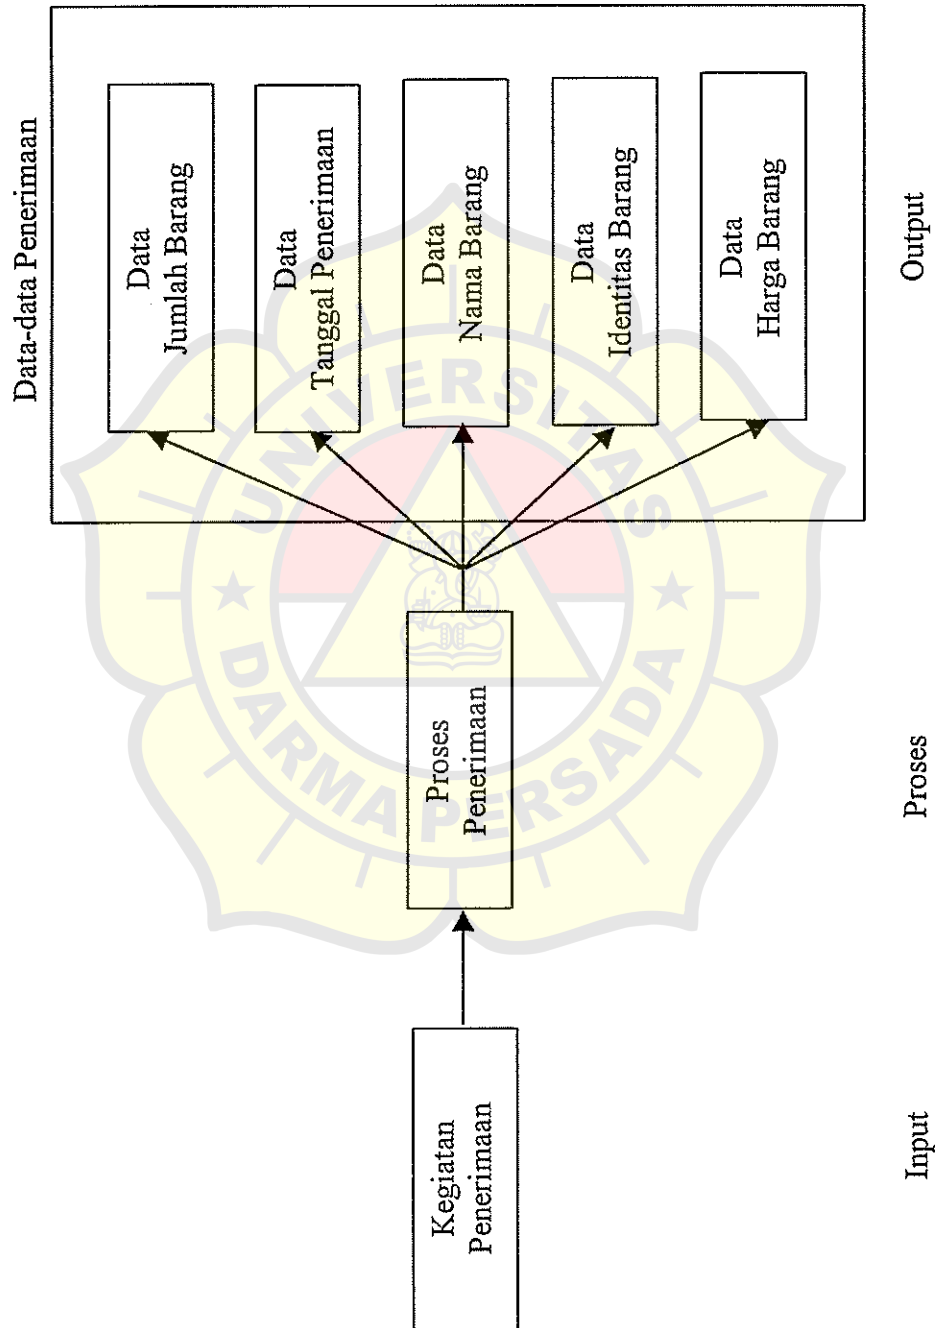 Data-data Penerimaan
Kegiatan
Penerimaan
Proses
Penerimaan
Data
Jumlah Barang
Data
Tanggal Penerimaan
Data
Nama Barang
Data
Identitas Barang
Data
Harga Barang
Input
Proses
Output
UNIVERSITAS
DARMA PERSADA